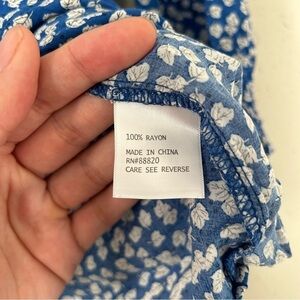 100% RAYON
MADE IN CHINA
RN#88820
CARE SEE REVERSE